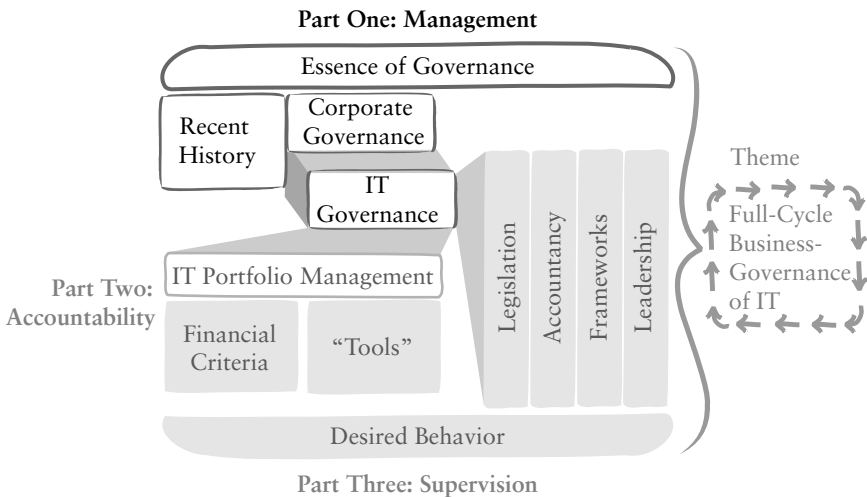 Part One: Management
Essence of Governance
Recent
History
Corporate
Governance
IT
Governance
Part Two:
Accountability
IT Portfolio Management
Financial
Criteria
“Tools”
Legislation
Accountancy
Frameworks
Leadership
Theme
Full-Cycle
Business-
Governance
of IT
Desired Behavior
Part Three: Supervision